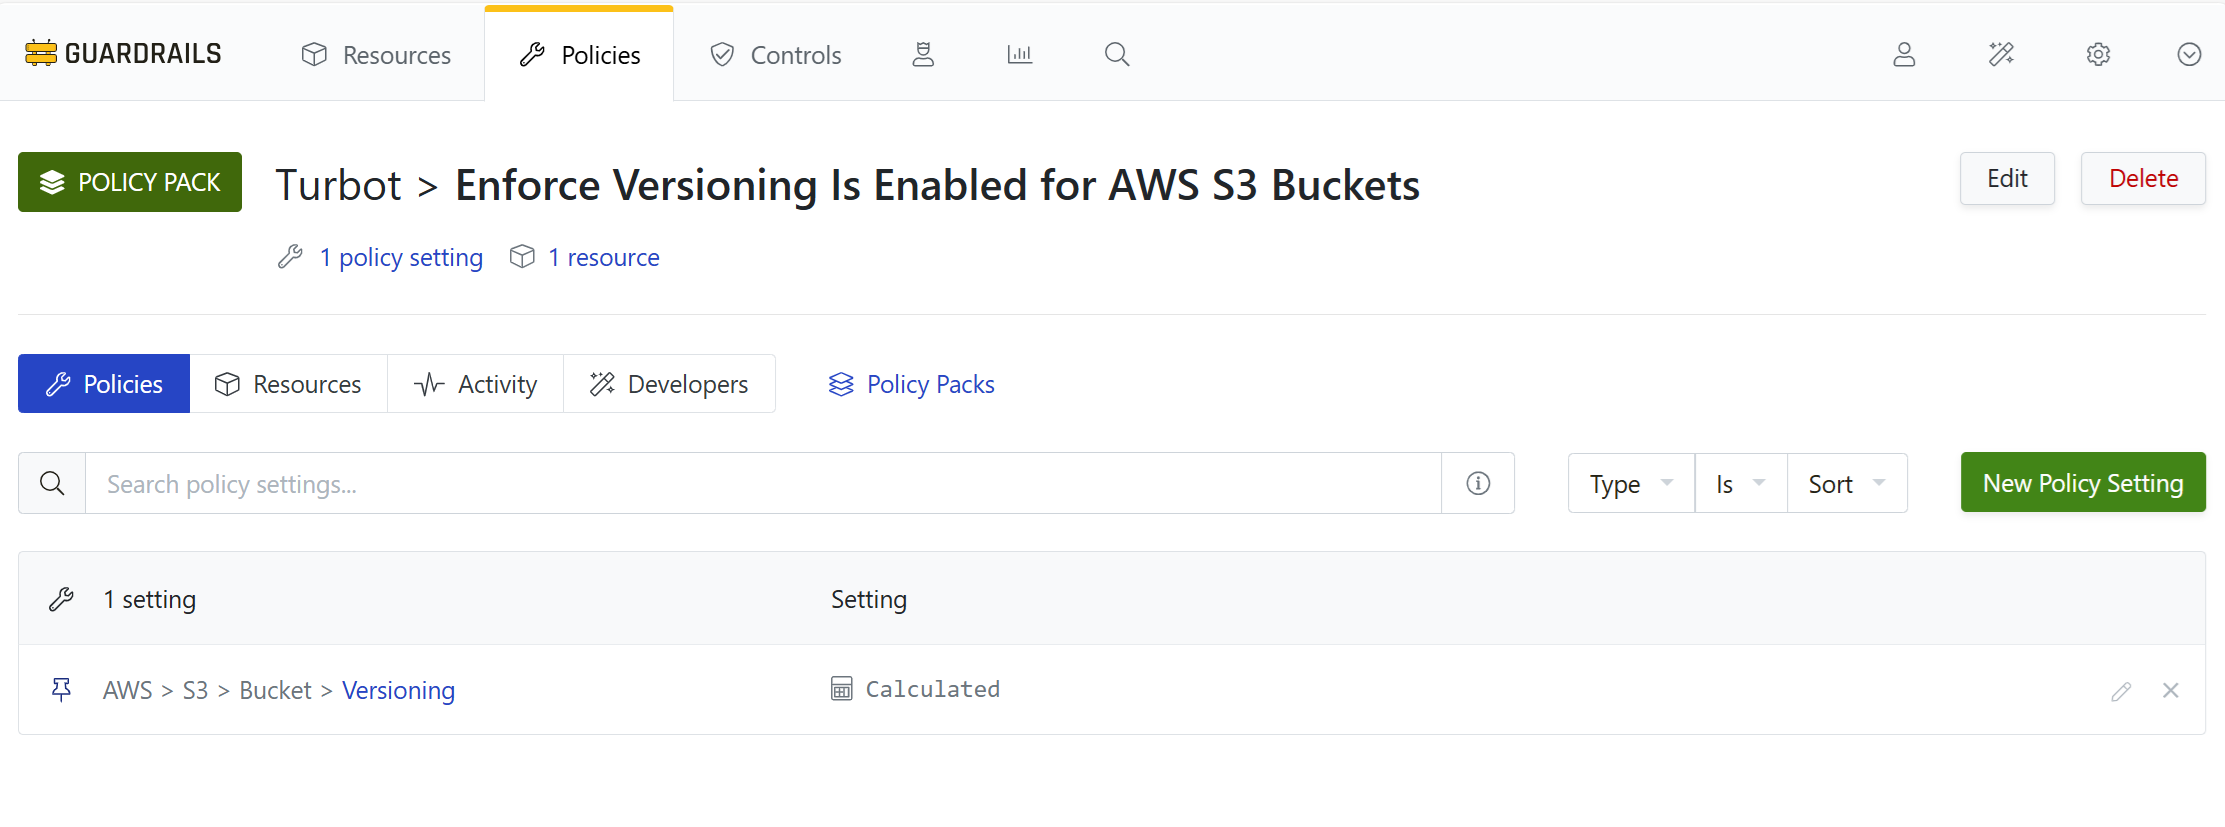 GUARDRAILS Resources Policies Controls
POLICY PACK Turbot > Enforce Versioning Is Enabled for AWS S3 Buckets Edit Delete
1 policy setting 1 resource
Policies Resources Activity Developers Policy Packs
Search policy settings... Type Is Sort New Policy Setting
1 setting Setting
AWS > S3 > Bucket > Versioning Calculated